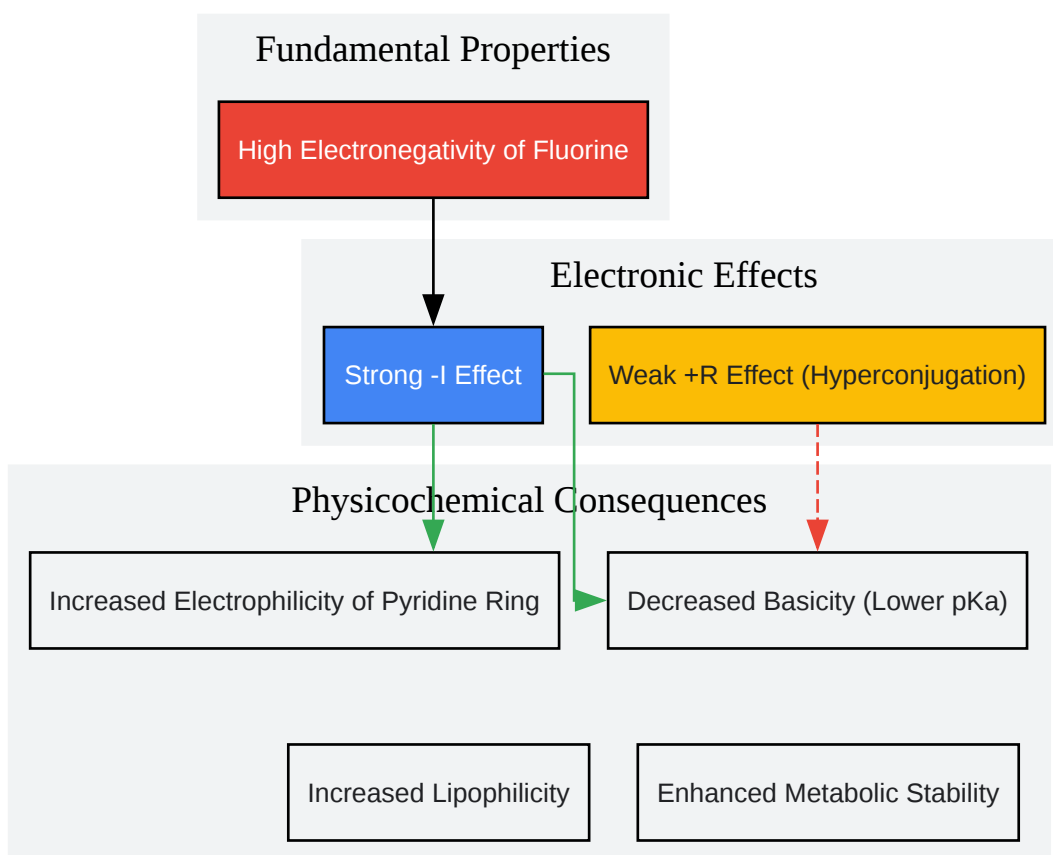 Fundamental Properties
High Electronegativity of Fluorine
Electronic Effects
Strong -I Effect
Weak +R Effect (Hyperconjugation)
Physicochemical Consequences
Increased Electrophilicity of Pyridine Ring
Decreased Basicity (Lower pKa)
Increased Lipophilicity
Enhanced Metabolic Stability